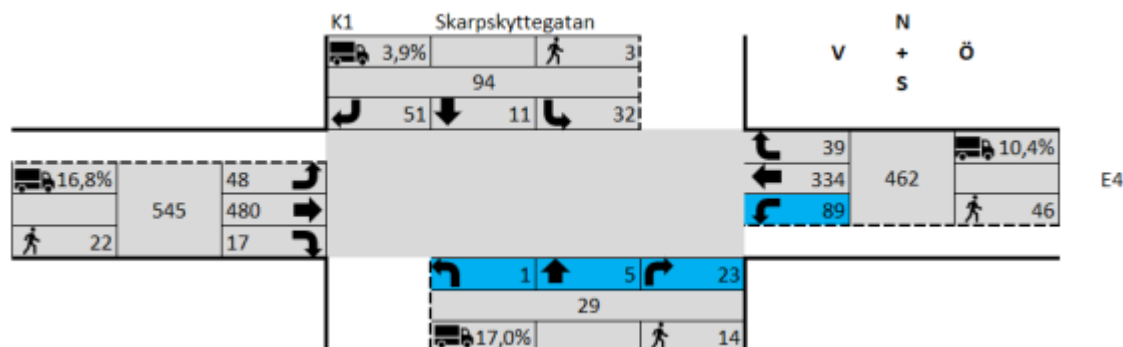 K1 Skarpskyttegatan N
3,9% 3 V + Ö
94 S
51 11 32
39 10,4%
16,8% 48 334 462 E4
545 480 89 46
22 17
1 5 23
29
17,0% 14